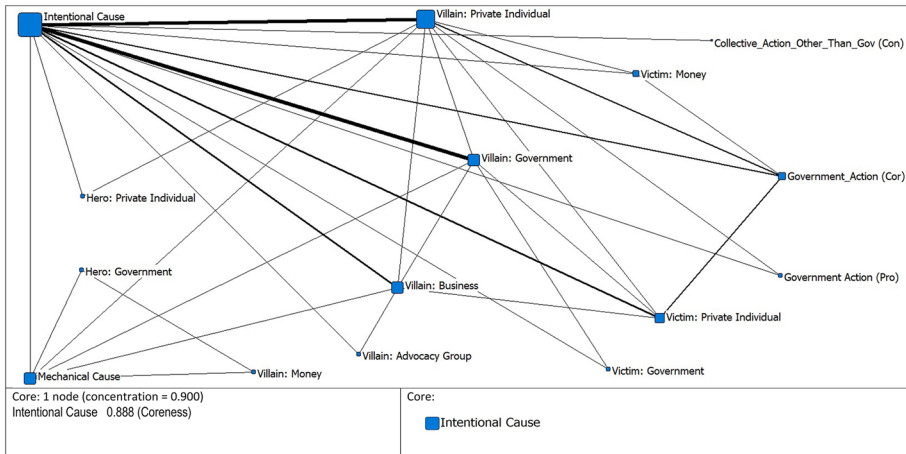 Intentional Cause
Villain: Private Individual
Collective_Action_Other_Than_Gov (Con)
Victim: Money
Villain: Government
Government_Action (Cor)
Hero: Private Individual
Hero: Government
Government Action (Pro)
Villain: Business
Victim: Private Individual
Villain: Advocacy Group
Mechanical Cause
Villain: Money
Victim: Government
Core: 1 node (concentration = 0.900)
Intentional Cause 0.888 (Coreness)
Core:
Intentional Cause